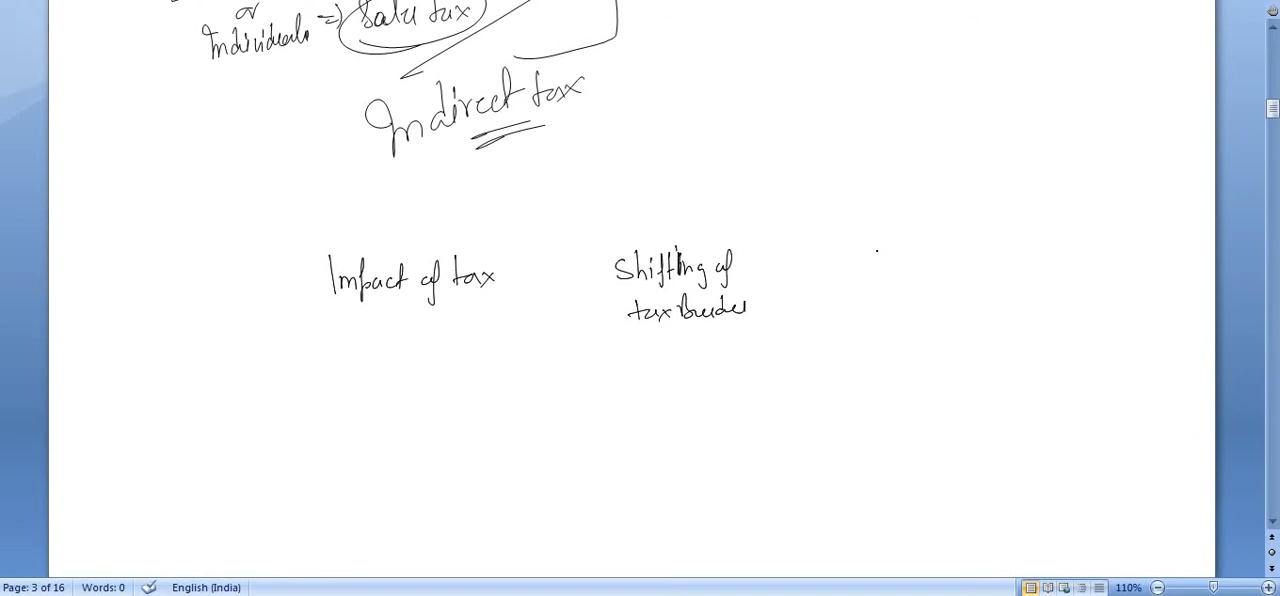 or
Individuals => Sales tax
Indirect tax
Impact of tax
Shifting of
tax Burden
Page: 3 of 16
Words: 0
English (India)
110%